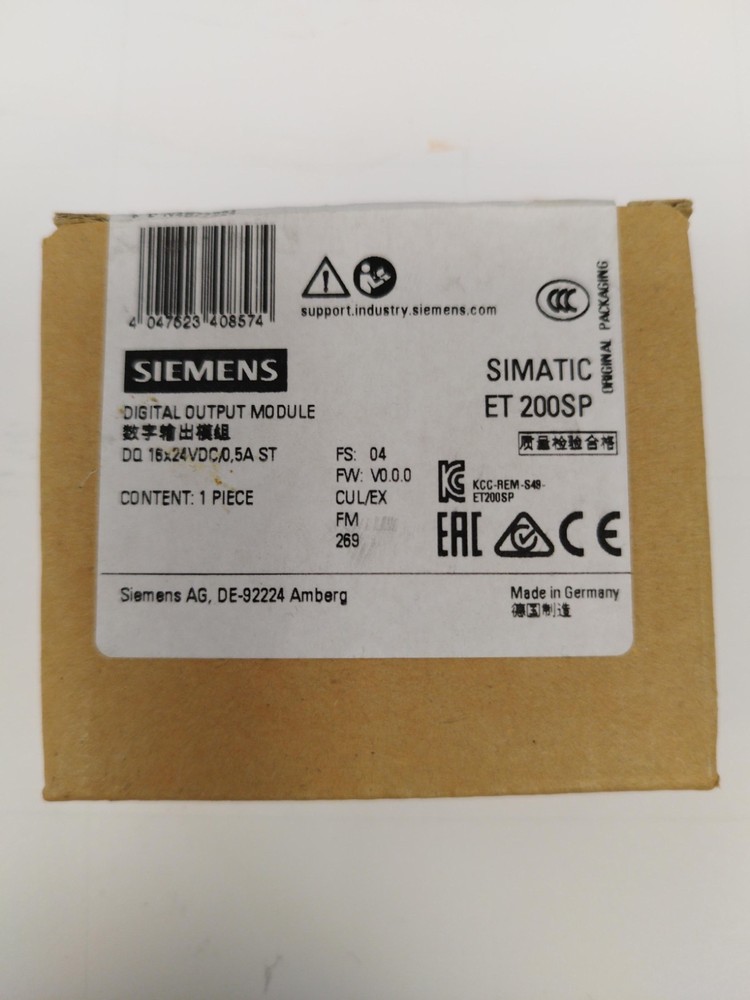 4 047623 408574
support.industry.siemens.com
CCC
ORIGINAL PACKAGING
SIEMENS
SIMATIC
ET 200SP
DIGITAL OUTPUT MODULE
数字输出模组
质量检验合格
DQ 16x24VDC/0,5A ST
FS: 04
FW: V0.0.0
CONTENT: 1 PIECE
CUL/EX
FM
269
KCC-REM-S49-
ET200SP
EAC
CE
Siemens AG, DE-92224 Amberg
Made in Germany
德国制造